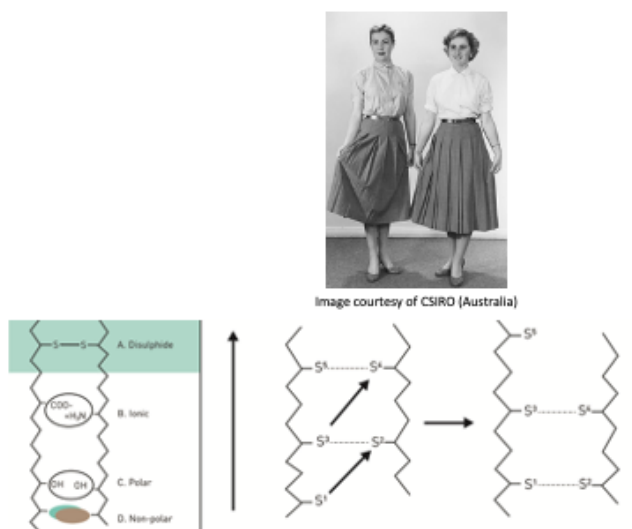 Image courtesy of CSIRO (Australia)
S—S A. Disulphide
COO-
+H₃N
B. Ionic
OH OH C. Polar
D. Non-polar
S⁵ S⁴
S³ S²
S¹
S⁵
S³ S⁴
S¹ S²